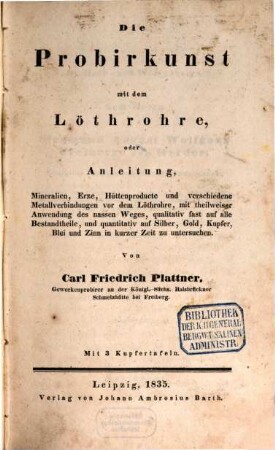 Die
Probirkunst
mit dem
Löthrohre,
oder
Anleitung,
Mineralien, Erze, Hüttenproducte und verschiedene
Metallverbindungen vor dem Löthrohre, mit theilweiser
Anwendung des nassen Weges, qualitativ fast auf alle
Bestandtheile, und quantitativ auf Silber, Gold, Kupfer,
Blei und Zinn in kurzer Zeit zu untersuchen.
Von
Carl Friedrich Plattner,
Gewerkenprobirer an der Königl. sächs. Halsbrückner
Schmelzhütte bei Freiberg.
Mit 3 Kupfertafeln.
BIBLIOTHEK
DER K.B.GENERAL
BERGW.U.SALINEN
ADMINISTR.
Leipzig, 1835.
Verlag von Johann Ambrosius Barth.